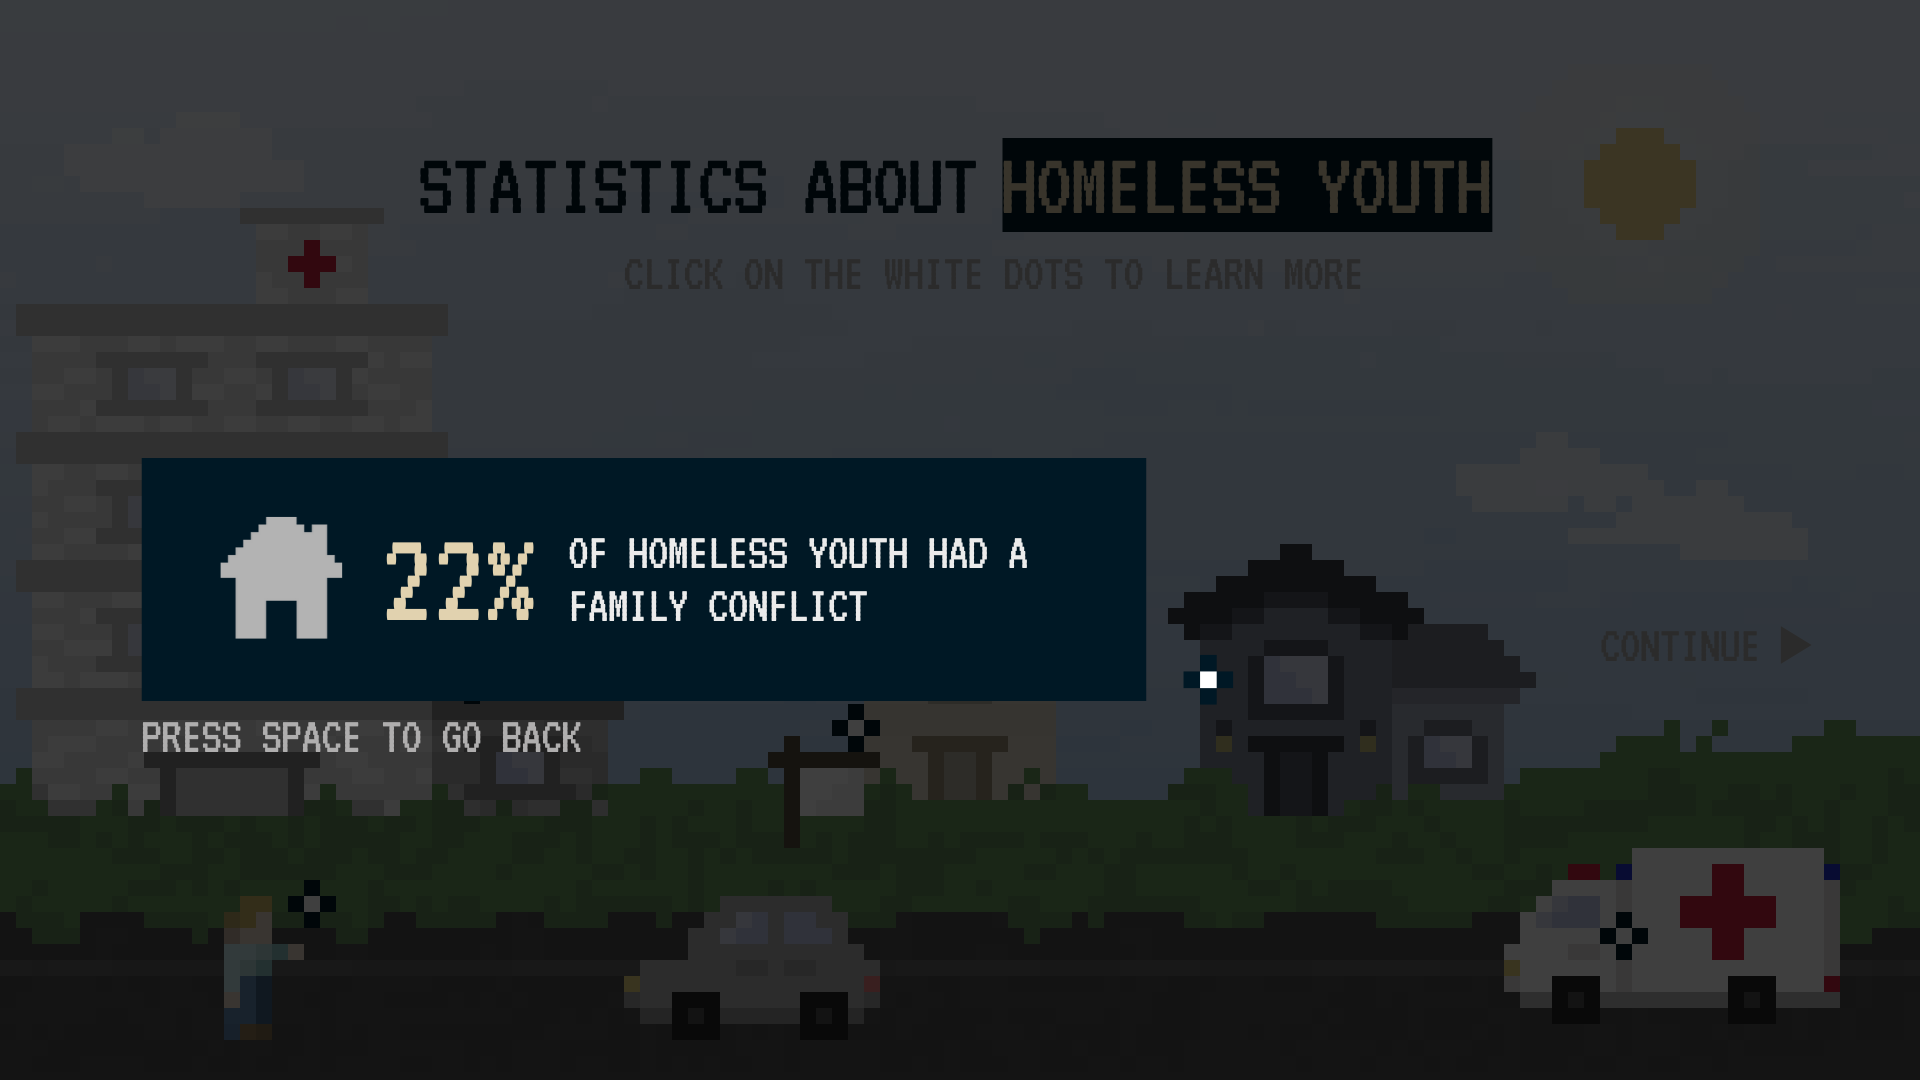 STATISTICS ABOUT HOMELESS YOUTH
CLICK ON THE WHITE DOTS TO LEARN MORE
22% OF HOMELESS YOUTH HAD A
FAMILY CONFLICT
CONTINUE
PRESS SPACE TO GO BACK